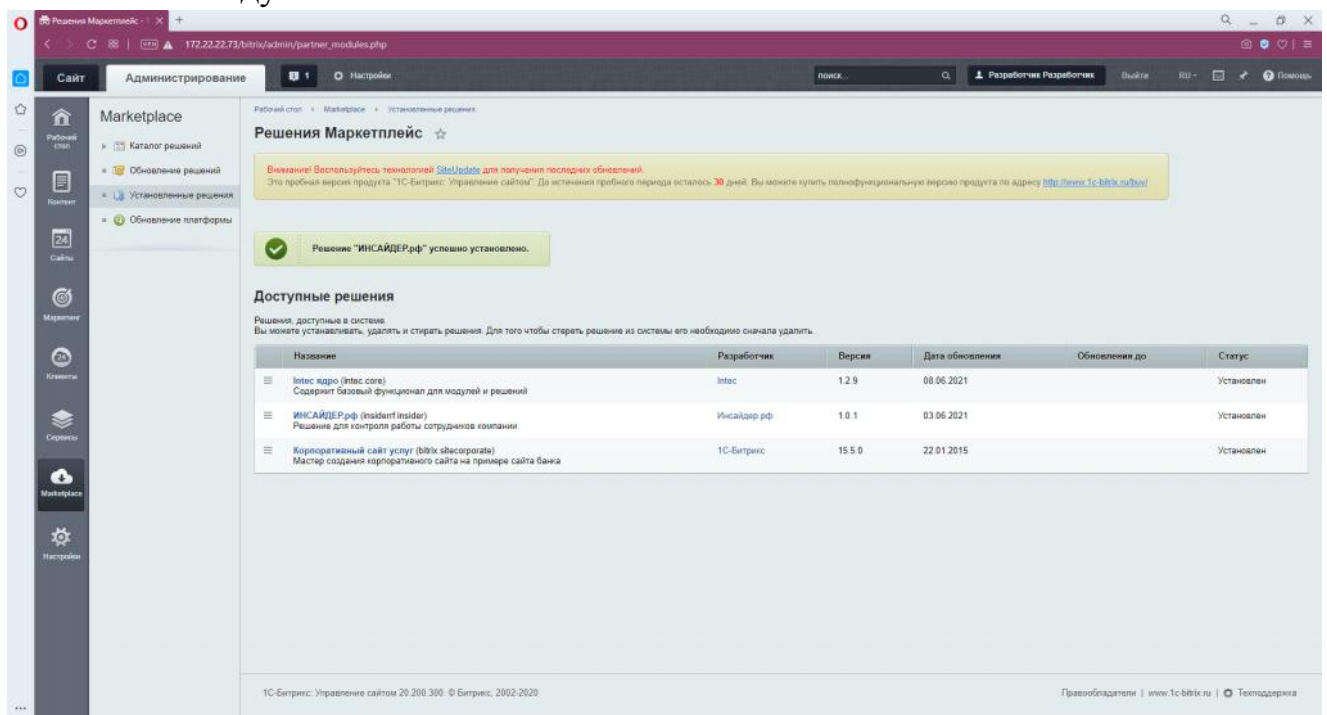 ду
Решения Маркетплейс - 1
VPN
172.22.22.73/bitrix/admin/partner_modules.php
Сайт
Администрирование
1
Настройки
поиск...
Разработчик Разработчик
Выйти
RU
Помощь
Рабочий стол
Контент
24
Сайты
Маркетинг
24
Клиенты
Сервисы
Marketplace
Настройки
Marketplace
Каталог решений
Обновление решений
Установленные решения
Обновление платформы
Рабочий стол
Marketplace
Установленные решения
Решения Маркетплейс
Внимание! Воспользуйтесь технологией SiteUpdate для получения последних обновлений.
Это пробная версия продукта "1С-Битрикс: Управление сайтом". До истечения пробного периода осталось 30 дней. Вы можете купить полнофункциональную версию продукта по адресу http://www.1c-bitrix.ru/buy/
Решение "ИНСАЙДЕР.рф" успешно установлено.
Доступные решения
Решения, доступные в системе.
Вы можете устанавливать, удалять и стирать решения. Для того чтобы стереть решение из системы его необходимо сначала удалить.
Название Разработчик Версия Дата обновления Обновления до Статус
Intec ядро (intec.core) Intec 1.2.9 08.06.2021 Установлен
Содержит базовый функционал для модулей и решений
ИНСАЙДЕР.рф (insiderrf.insider) Инсайдер.рф 1.0.1 03.06.2021 Установлен
Решение для контроля работы сотрудников компании
Корпоративный сайт услуг (bitrix.sitecorporate) 1С-Битрикс 15.5.0 22.01.2015 Установлен
Мастер создания корпоративного сайта на примере сайта банка
1С-Битрикс: Управление сайтом 20.200.300. © Битрикс, 2002-2020
Правообладатели | www.1c-bitrix.ru | Техподдержка